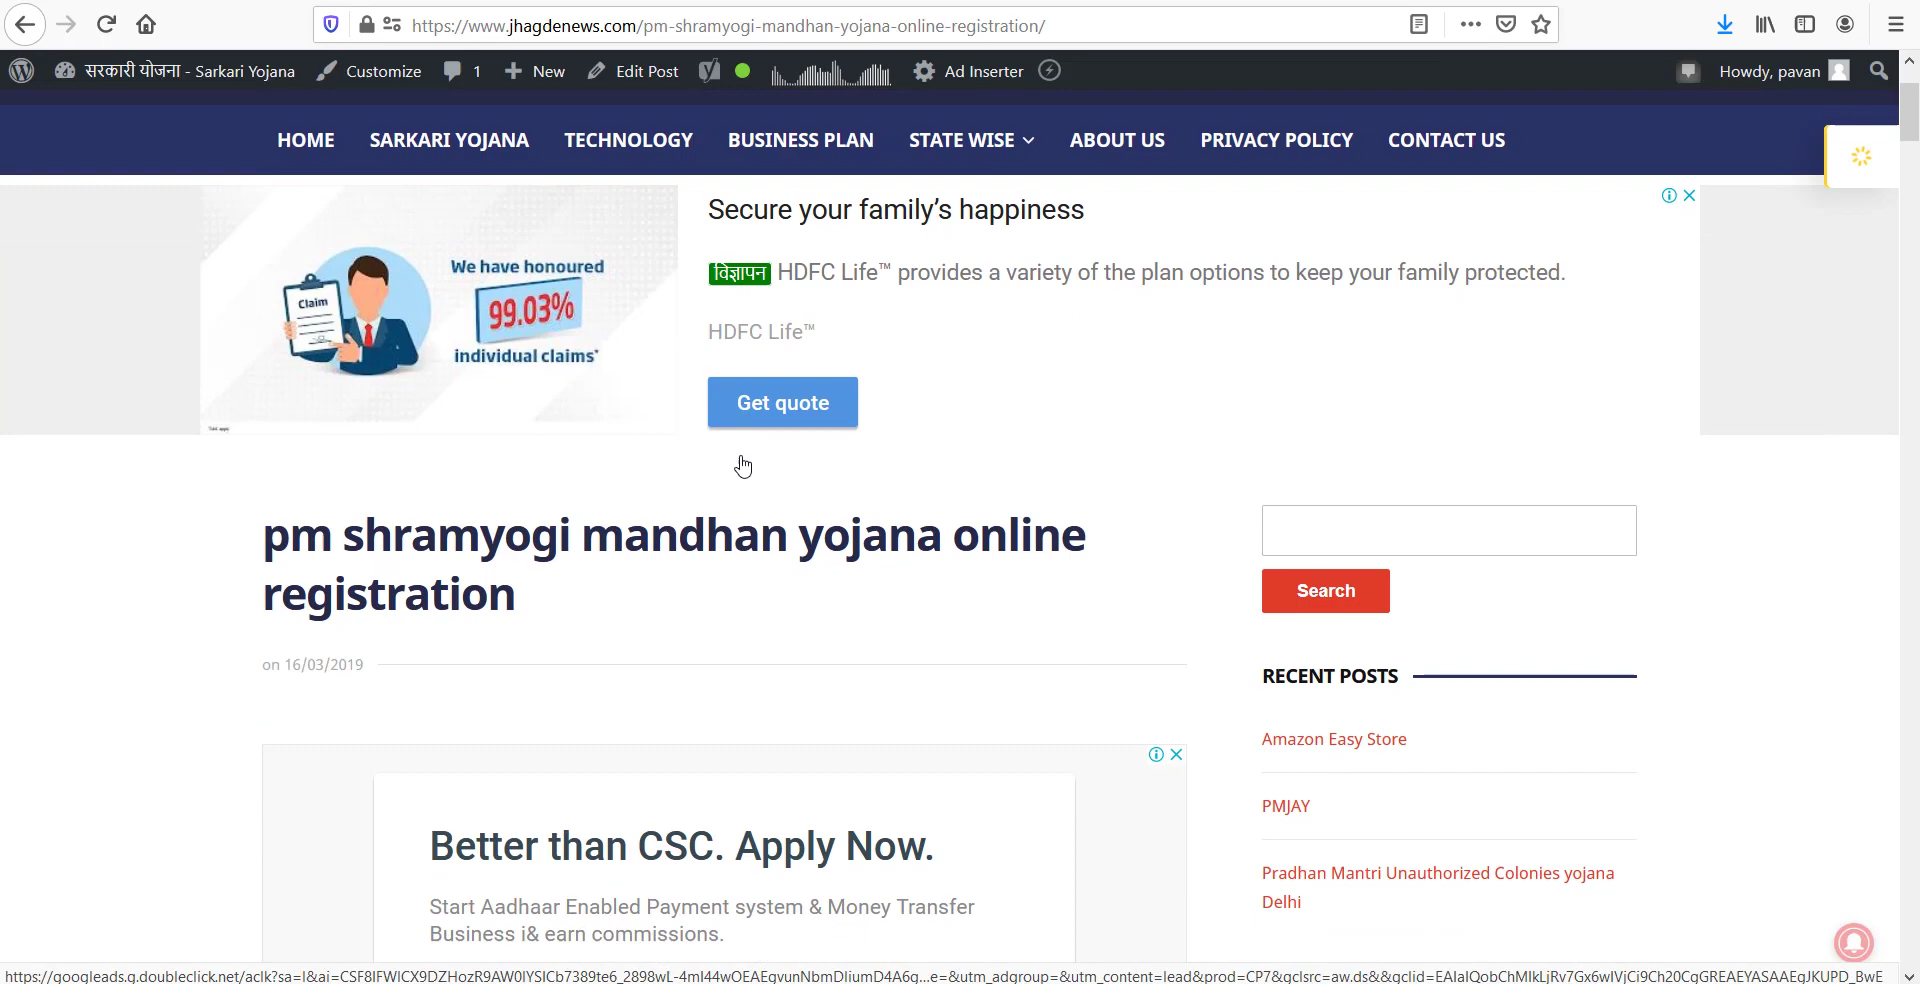 https://www.jhagdenews.com/pm-shramyogi-mandhan-yojana-online-registration/
सरकारी योजना - Sarkari Yojana Customize 1 New Edit Post Ad Inserter Howdy, pavan
HOME SARKARI YOJANA TECHNOLOGY BUSINESS PLAN STATE WISE ABOUT US PRIVACY POLICY CONTACT US
Secure your family's happiness
विज्ञापन HDFC Life™ provides a variety of the plan options to keep your family protected.
HDFC Life™
Get quote
Claim
We have honoured
99.03%
individual claims*
pm shramyogi mandhan yojana online
registration
on 16/03/2019
Search
RECENT POSTS
Amazon Easy Store
PMJAY
Pradhan Mantri Unauthorized Colonies yojana
Delhi
Better than CSC. Apply Now.
Start Aadhaar Enabled Payment system & Money Transfer
Business i& earn commissions.